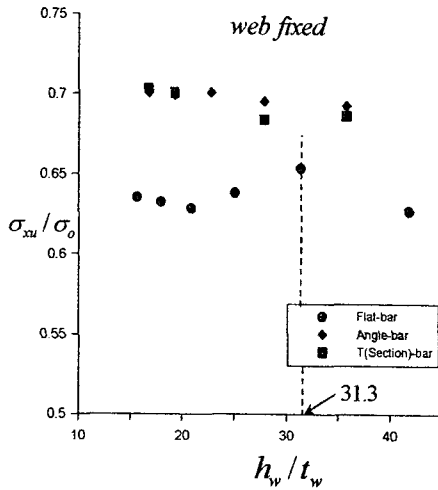 web fixed
0.75
0.7
0.65
σxu/σo
0.6
0.55
0.5
Flat-bar
Angle-bar
T(Section)-bar
31.3
10 20 30 40
hw/tw